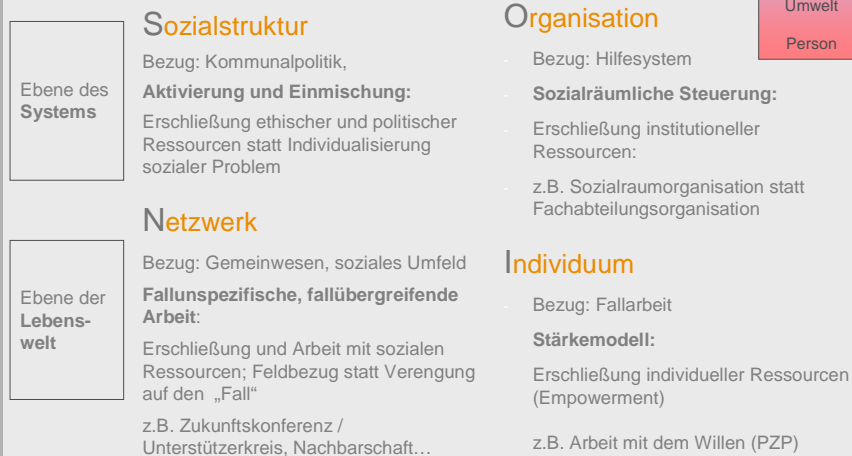 Sozialstruktur
Bezug: Kommunalpolitik,
Aktivierung und Einmischung:
Erschließung ethischer und politischer
Ressourcen statt Individualisierung
sozialer Problem
Organisation
- Bezug: Hilfesystem
- Sozialräumliche Steuerung:
- Erschließung institutioneller
Ressourcen:
- z.B. Sozialraumorganisation statt
Fachabteilungsorganisation
Umwelt
Person
Ebene des
Systems
Netzwerk
Bezug: Gemeinwesen, soziales Umfeld
Fallunspezifische, fallübergreifende
Arbeit:
Erschließung und Arbeit mit sozialen
Ressourcen; Feldbezug statt Verengung
auf den „Fall“
z.B. Zukunftskonferenz /
Unterstützerkreis, Nachbarschaft…
Individuum
- Bezug: Fallarbeit
Stärkemodell:
Erschließung individueller Ressourcen
(Empowerment)
z.B. Arbeit mit dem Willen (PZP)
Ebene der
Lebens-
welt